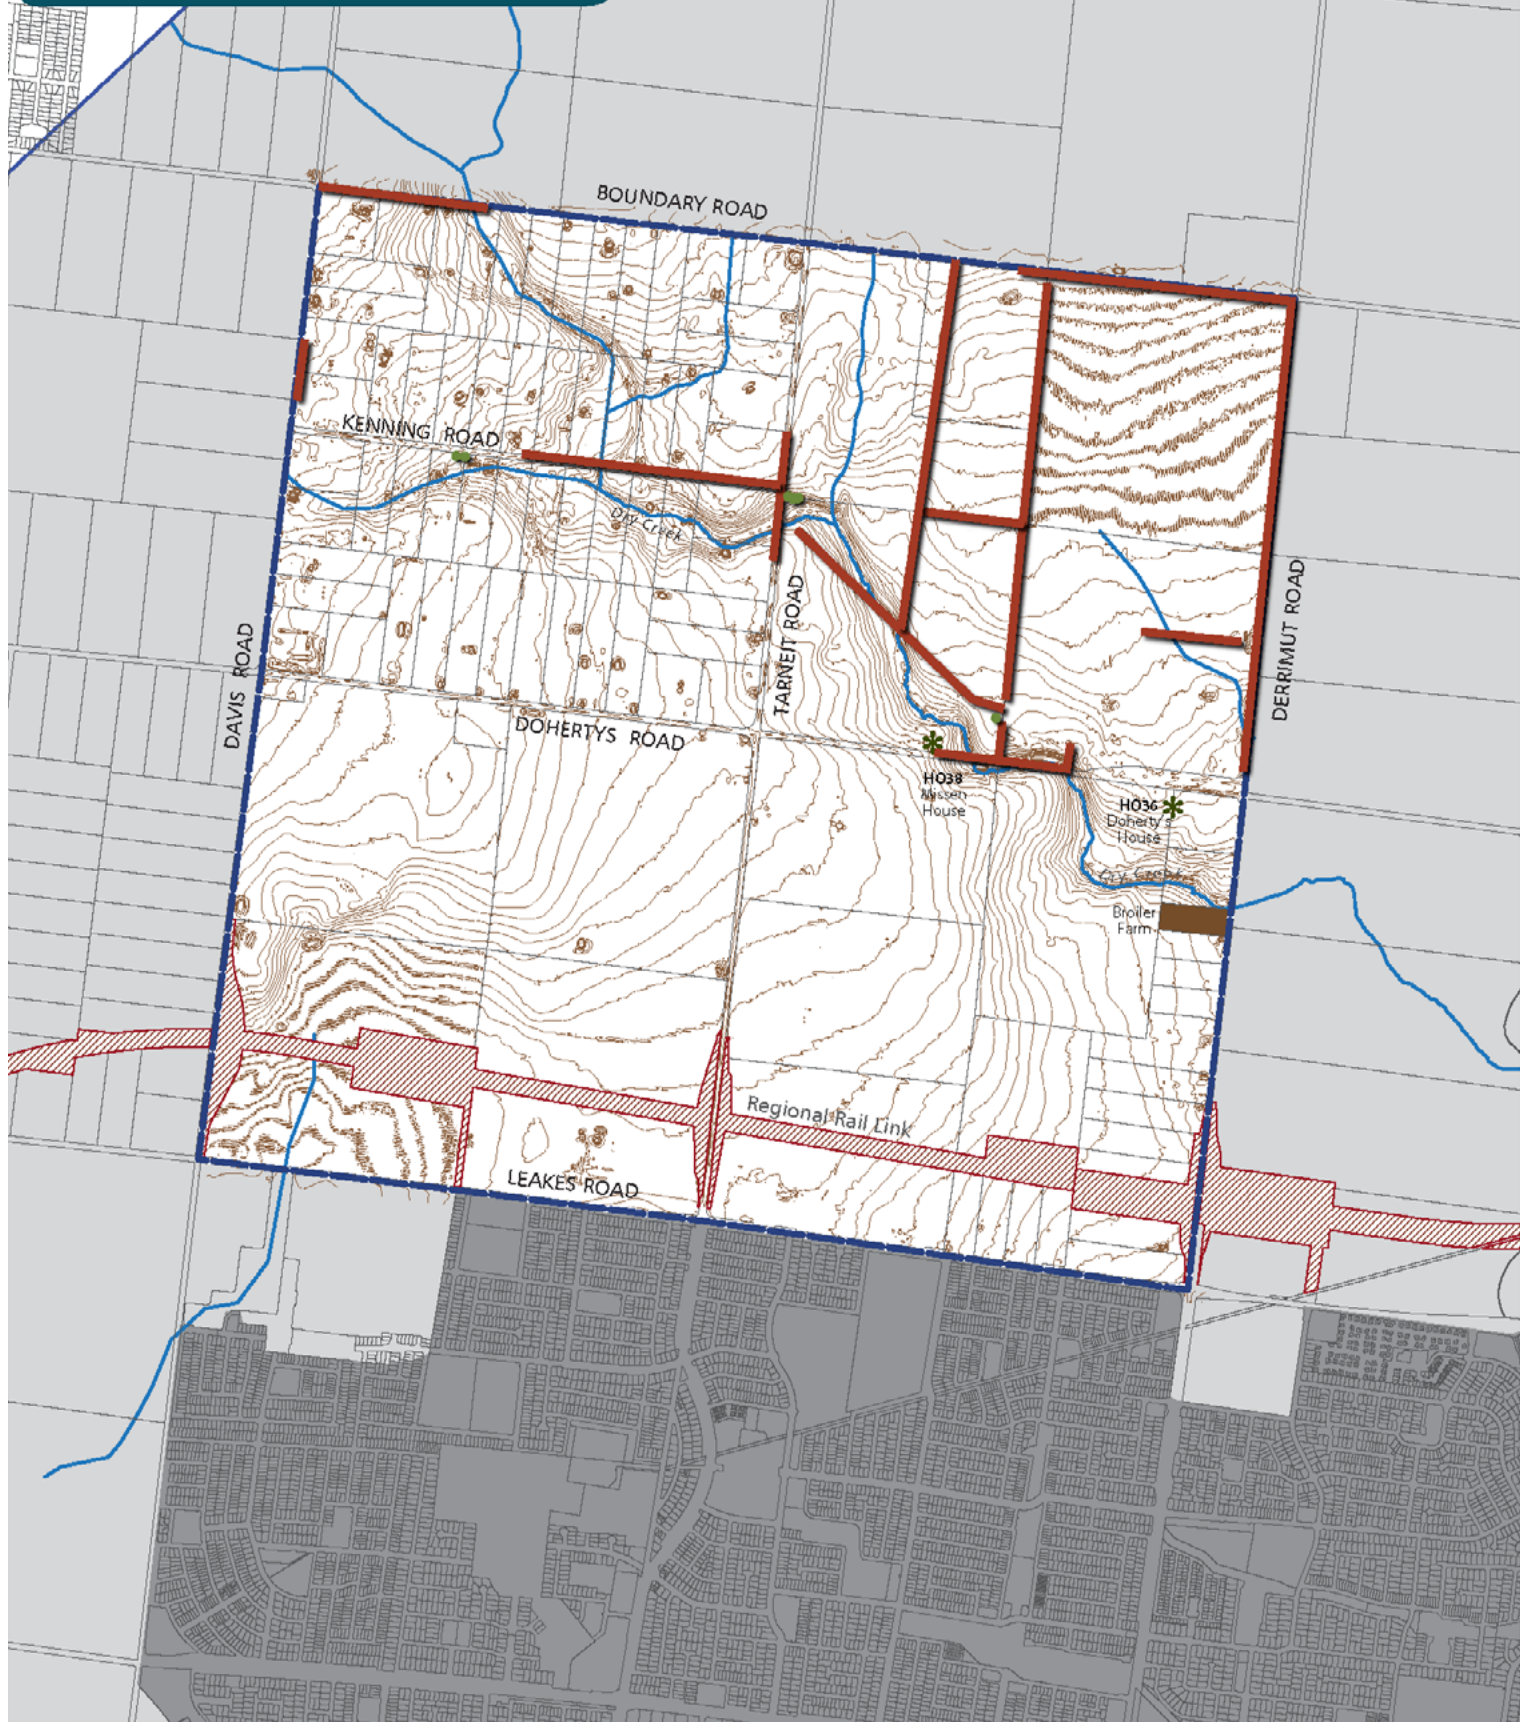 BOUNDARY ROAD
KENNING ROAD
Dry Creek
DAVIS ROAD
TARNEIT ROAD
DERRIMUT ROAD
DOHERTYS ROAD
HO38
Missen
House
HO36
Doherty's
House
Dry Creek
Broiler
Farm
Regional Rail Link
LEAKES ROAD